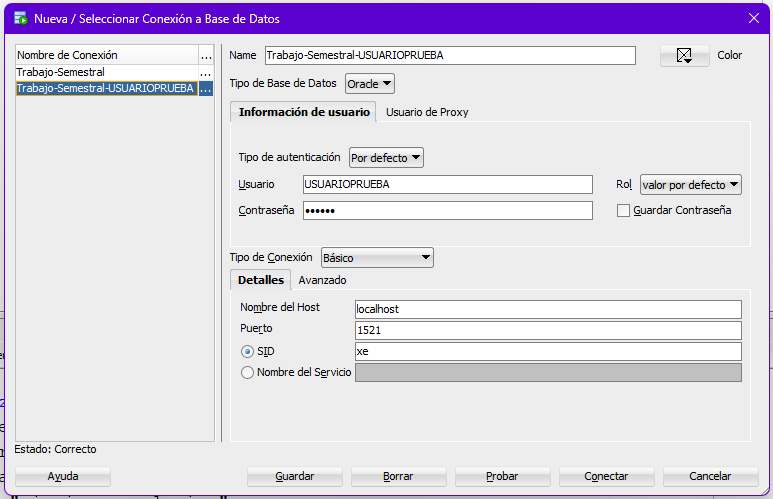 Nueva / Seleccionar Conexión a Base de Datos
Nombre de Conexión ...
Trabajo-Semestral ...
Trabajo-Semestral-USUARIOPRUEBA ...
Name Trabajo-Semestral-USUARIOPRUEBA Color
Tipo de Base de Datos Oracle
Información de usuario Usuario de Proxy
Tipo de autenticación Por defecto
Usuario USUARIOPRUEBA Rol valor por defecto
Contraseña •••••• Guardar Contraseña
Tipo de Conexión Básico
Detalles Avanzado
Nombre del Host localhost
Puerto 1521
SID xe
Nombre del Servicio
Estado: Correcto
Ayuda Guardar Borrar Probar Conectar Cancelar